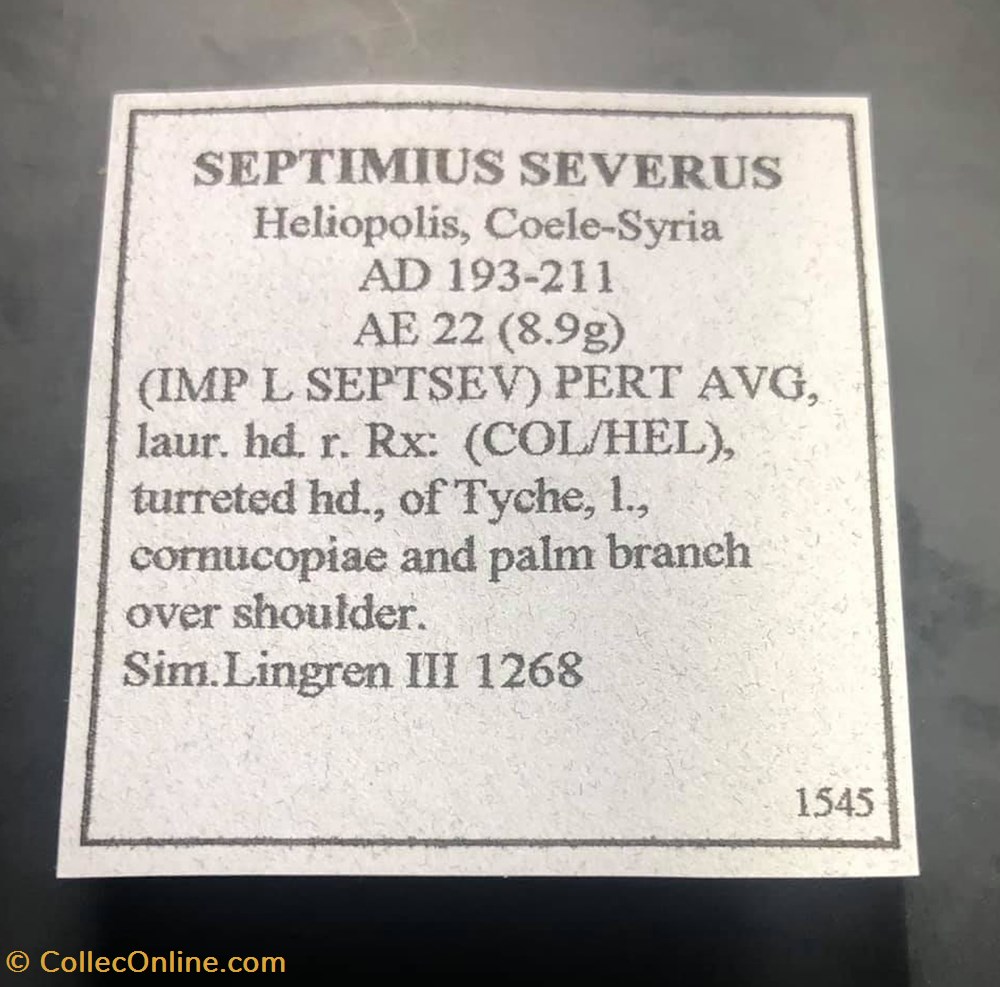 SEPTIMIUS SEVERUS
Heliopolis, Coele-Syria
AD 193-211
AE 22 (8.9g)
(IMP L SEPTSEV) PERT AVG,
laur. hd. r. Rx: (COL/HEL),
turreted hd., of Tyche, l.,
cornucopiae and palm branch
over shoulder.
Sim.Lingren III 1268
1545
© CollecOnline.com